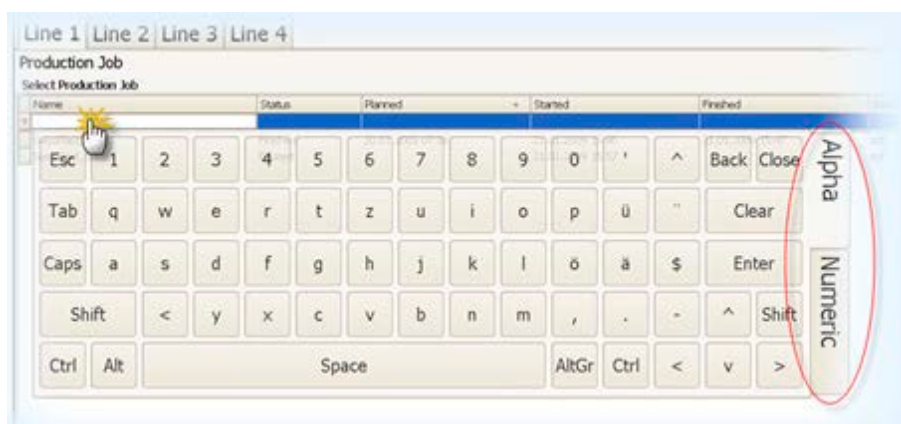 Line 1 Line 2 Line 3 Line 4
Production Job
Select Production Job
Name Status Planned Started Finished
Esc 1 2 3 4 5 6 7 8 9 0 ' ^ Back Close
Tab q w e r t z u i o p ü ¨ Clear
Caps a s d f g h j k l ö ä $ Enter
Shift < y x c v b n m , . - ^ Shift
Ctrl Alt Space AltGr Ctrl < v >
Alpha
Numeric